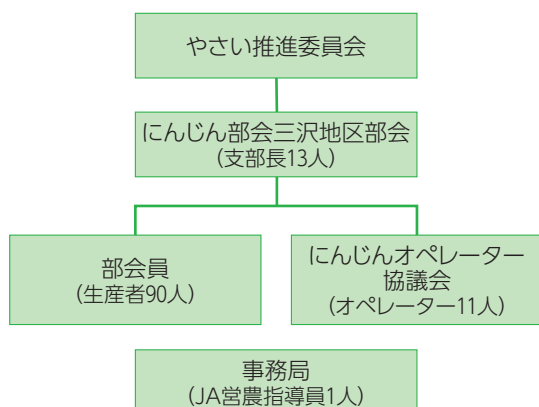 やさい推進委員会
にんじん部会三沢地区部会
（支部長13人）
部会員
（生産者90人）
にんじんオペレーター
協議会
（オペレーター11人）
事務局
（JA営農指導員1人）